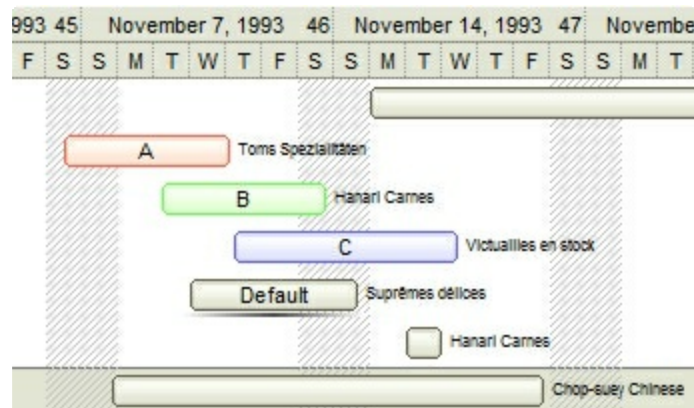 993 45 November 7, 1993 46 November 14, 1993 47 Novembe
F S S M T W T F S S M T W T F S S M T
A Toms Spezialitäten
B Hanari Carnes
C Victuailles en stock
Default Suprêmes délices
Hanari Carnes
Chop-suey Chinese